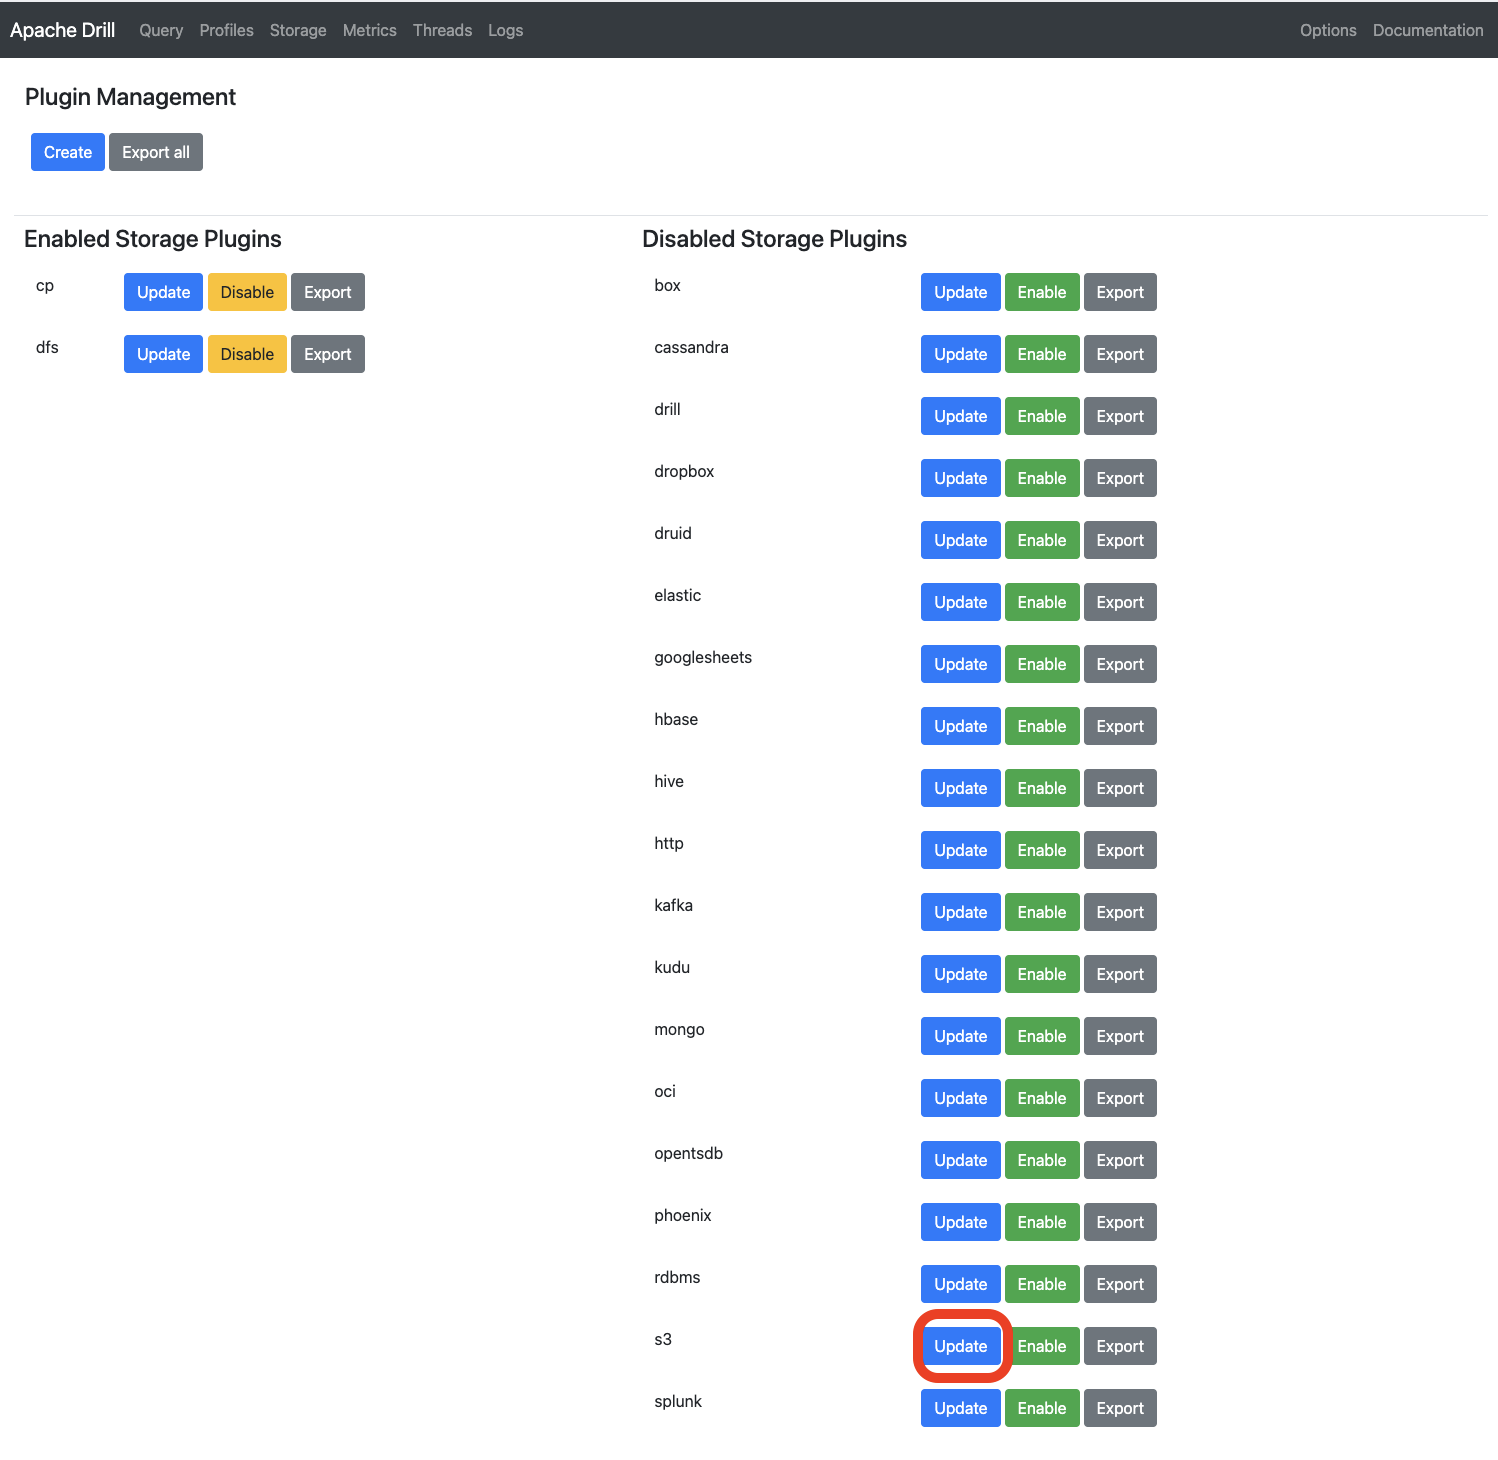 Apache Drill Query Profiles Storage Metrics Threads Logs Options Documentation
Plugin Management
Create Export all
Enabled Storage Plugins
cp Update Disable Export
dfs Update Disable Export
Disabled Storage Plugins
box Update Enable Export
cassandra Update Enable Export
drill Update Enable Export
dropbox Update Enable Export
druid Update Enable Export
elastic Update Enable Export
googlesheets Update Enable Export
hbase Update Enable Export
hive Update Enable Export
http Update Enable Export
kafka Update Enable Export
kudu Update Enable Export
mongo Update Enable Export
oci Update Enable Export
opentsdb Update Enable Export
phoenix Update Enable Export
rdbms Update Enable Export
s3 Update Enable Export
splunk Update Enable Export